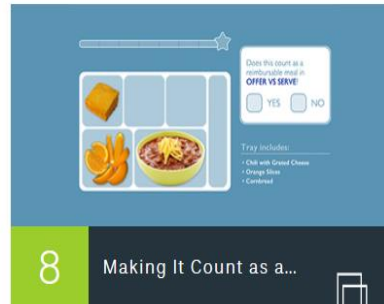 Does this count as a
reimbursable meal in
OFFER VS SERVE?
YES NO
Tray includes:
• Chili with Grated Cheese
• Orange Slices
• Cornbread
8 Making It Count as a...